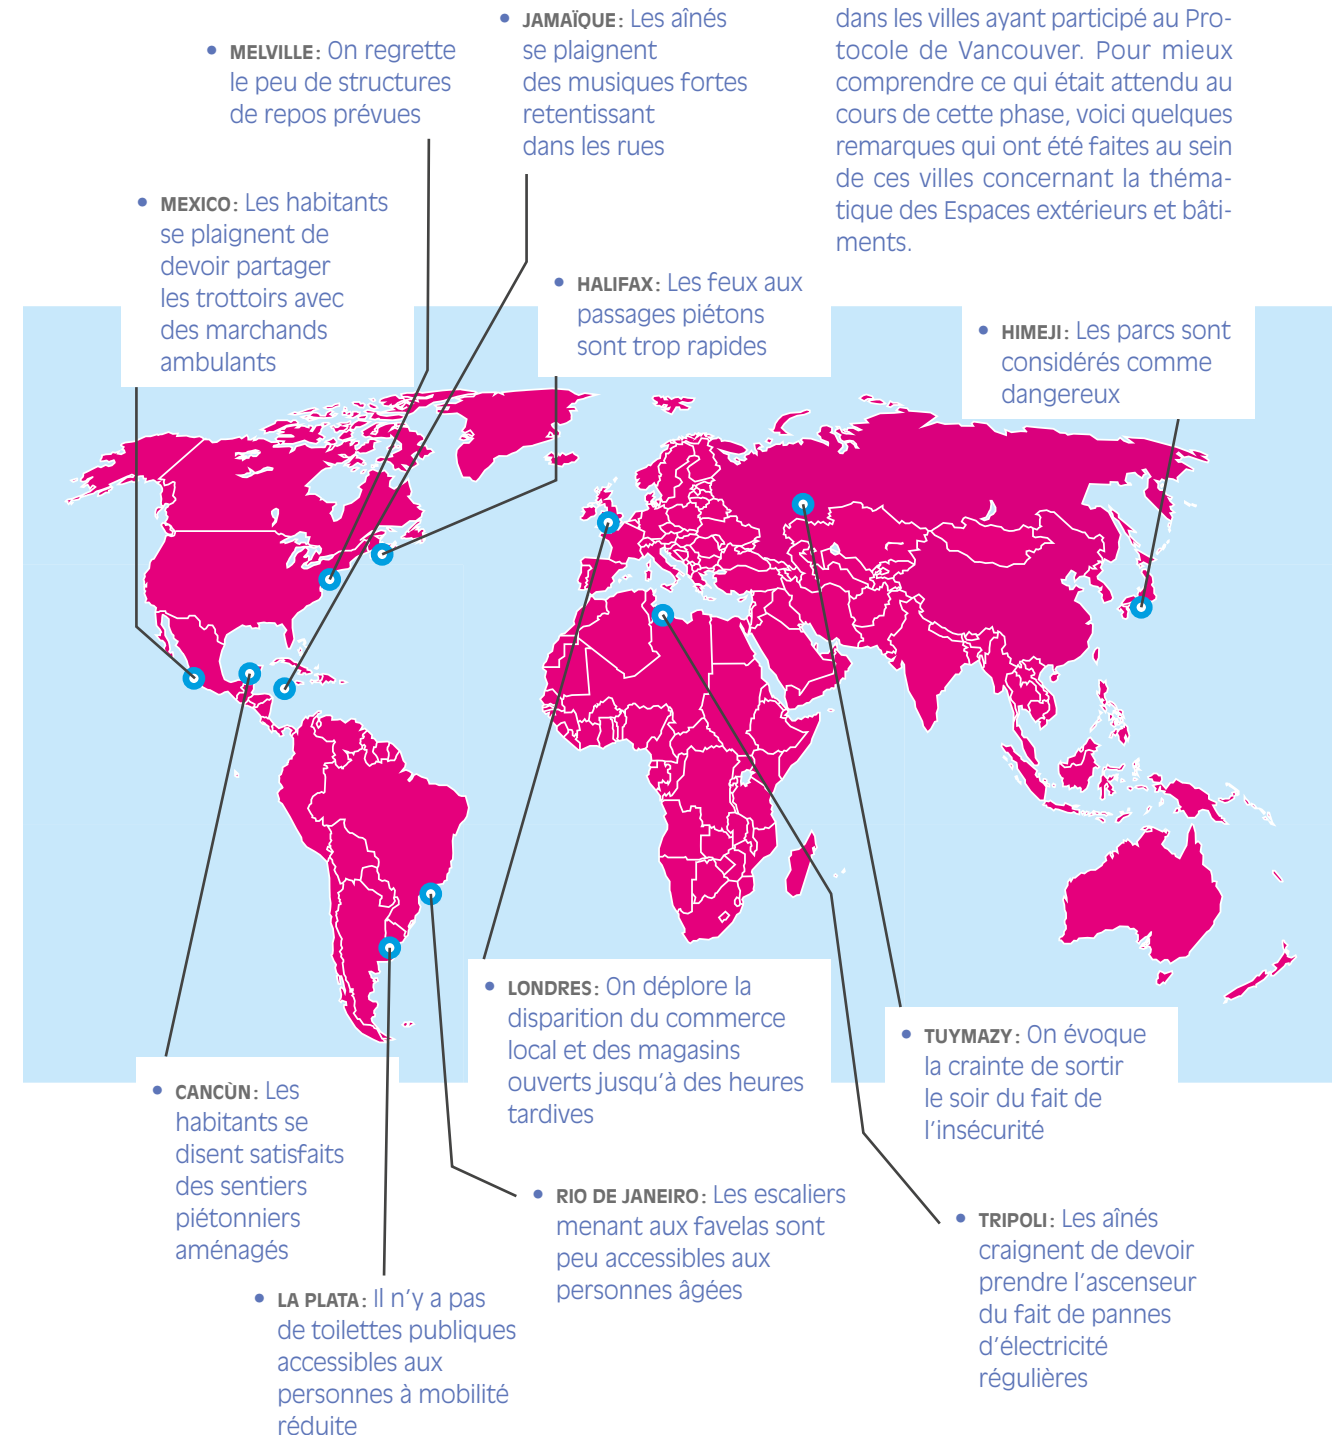 dans les villes ayant participé au Pro-
tocole de Vancouver. Pour mieux
comprendre ce qui était attendu au
cours de cette phase, voici quelques
remarques qui ont été faites au sein
de ces villes concernant la théma-
tique des Espaces extérieurs et bâti-
ments.
• JAMAÏQUE : Les aînés
se plaignent
des musiques fortes
retentissant
dans les rues
• MELVILLE : On regrette
le peu de structures
de repos prévues
• MEXICO : Les habitants
se plaignent de
devoir partager
les trottoirs avec
des marchands
ambulants
• HALIFAX : Les feux aux
passages piétons
sont trop rapides
• HIMEJI : Les parcs sont
considérés comme
dangereux
• LONDRES : On déplore la
disparition du commerce
local et des magasins
ouverts jusqu'à des heures
tardives
• TUYMAZY : On évoque
la crainte de sortir
le soir du fait de
l'insécurité
• CANCÙN : Les
habitants se
disent satisfaits
des sentiers
piétonniers
aménagés
• RIO DE JANEIRO : Les escaliers
menant aux favelas sont
peu accessibles aux
personnes âgées
• TRIPOLI : Les aînés
craignent de devoir
prendre l'ascenseur
du fait de pannes
d'électricité
régulières
• LA PLATA : Il n'y a pas
de toilettes publiques
accessibles aux
personnes à mobilité
réduite